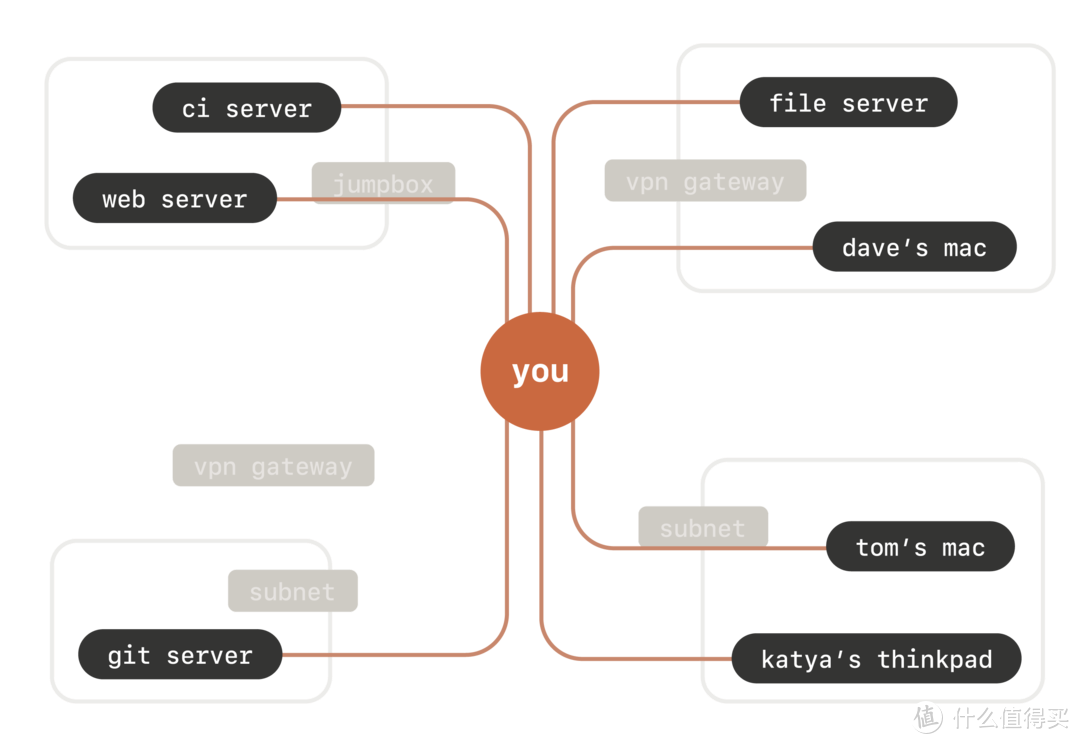 ci server
file server
jumpbox
vpn gateway
web server
dave’s mac
you
vpn gateway
subnet
tom’s mac
subnet
git server
katya’s thinkpad
值 什么值得买